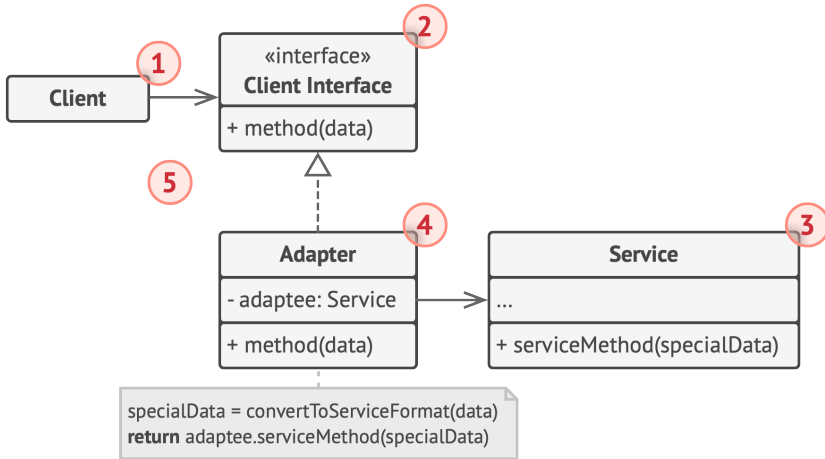 1
Client
2
«interface»
Client Interface
+ method(data)
5
4
Adapter
- adaptee: Service
+ method(data)
3
Service
...
+ serviceMethod(specialData)
specialData = convertToServiceFormat(data)
return adaptee.serviceMethod(specialData)